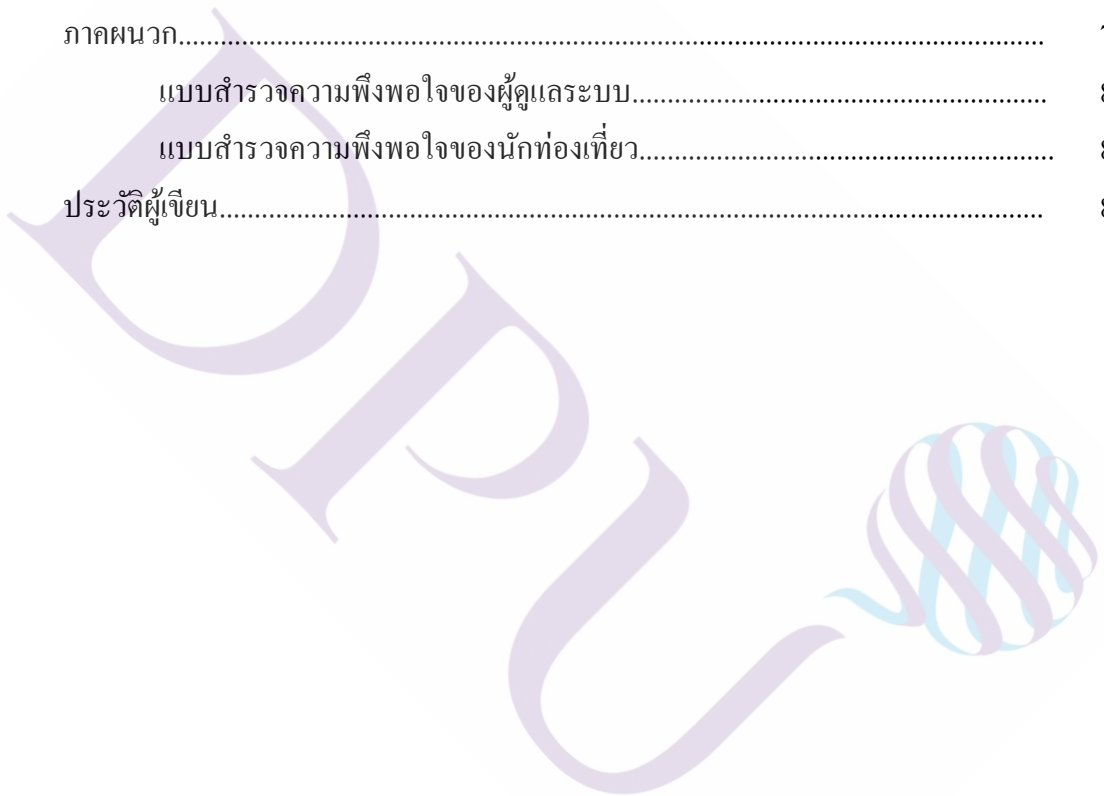 ภาคผนวก........................................................................................................................
แบบสำรวจความพึงพอใจของผู้ดูแลระบบ..........................................................
แบบสำรวจความพึงพอใจของนักท่องเที่ยว..........................................................
ประวัติผู้เขียน..................................................................................................................
DPU